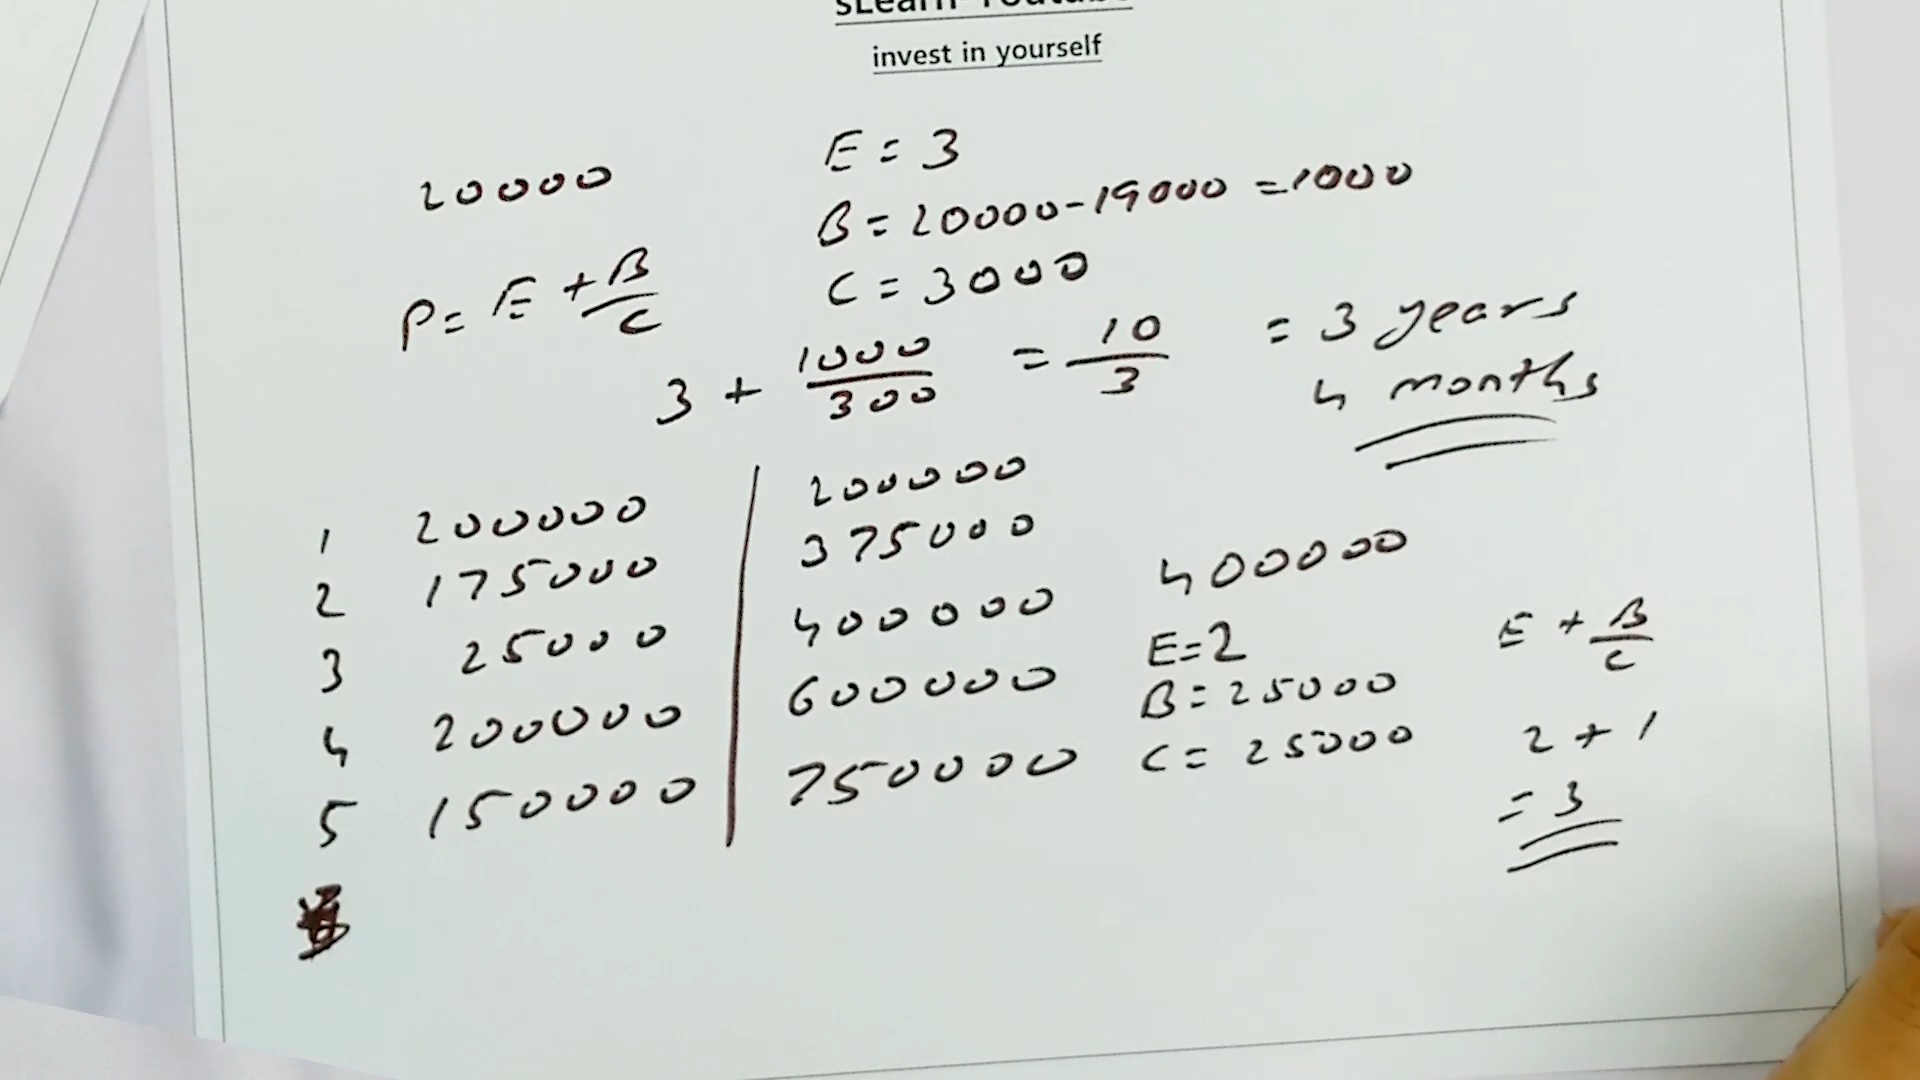 sLearn Youtube
invest in yourself
20000
E = 3
B = 20000-19000 = 1000
C = 3000
P = E + B/C
3 + 1000/300 = 10/3 = 3 years
4 months
1 200000 | 200000
2 175000 | 375000
3 25000 | 400000
4 200000 | 600000
5 150000 | 750000
400000
E=2
B = 25000
C = 25000
E + B/C
2 + 1
= 3